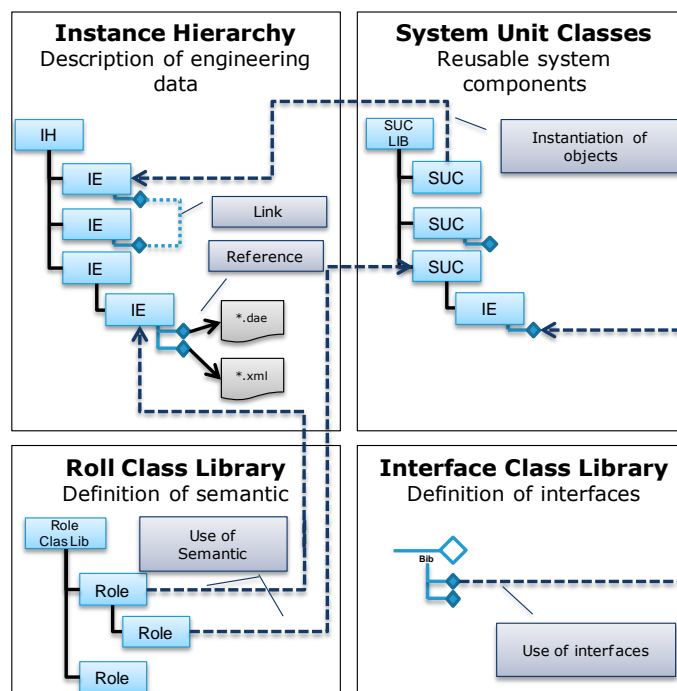 Instance Hierarchy
Description of engineering
data
IH
IE
IE
IE
IE
Link
Reference
*.dae
*.xml
System Unit Classes
Reusable system
components
SUC
LIB
SUC
SUC
SUC
IE
Instantiation of
objects
Roll Class Library
Definition of semantic
Role
ClasLib
Role
Role
Role
Use of
Semantic
Interface Class Library
Definition of interfaces
Bib
Use of interfaces